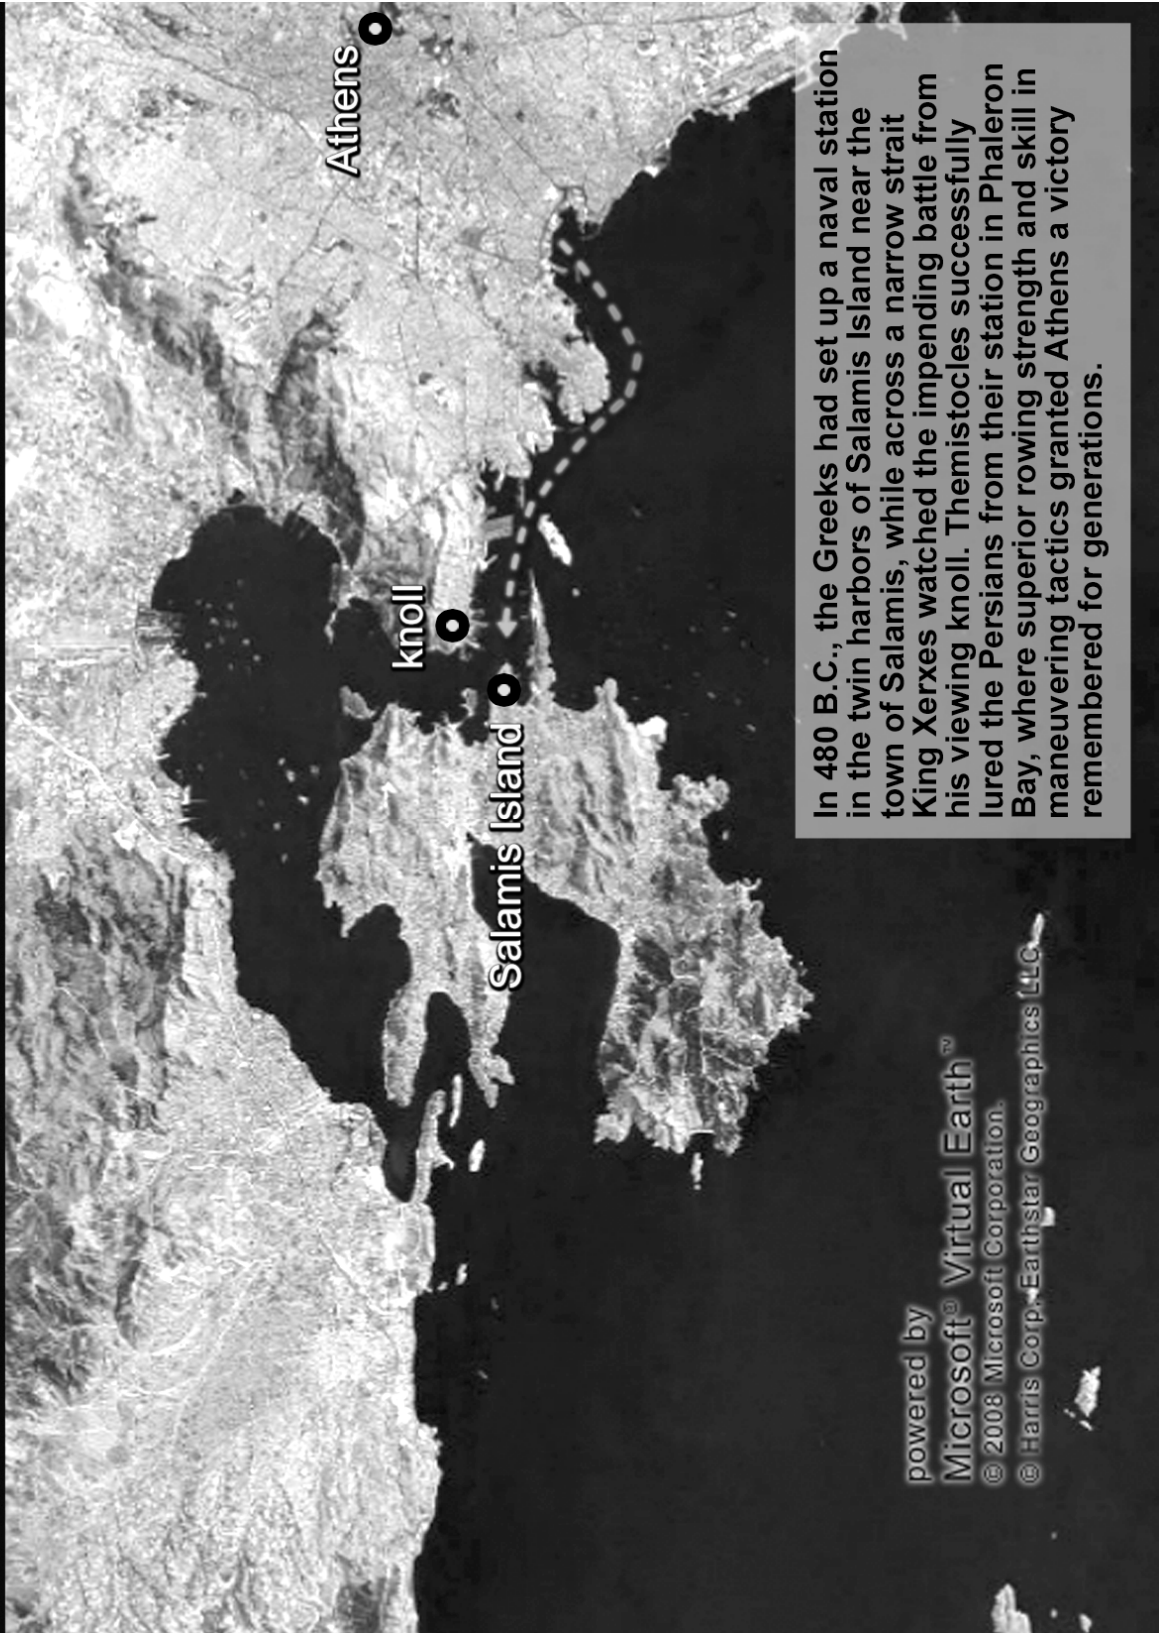 Athens
knoll
Salamis Island
In 480 B.C., the Greeks had set up a naval station
in the twin harbors of Salamis Island near the
town of Salamis, while across a narrow strait
King Xerxes watched the impending battle from
his viewing knoll. Themistocles successfully
lured the Persians from their station in Phaleron
Bay, where superior rowing strength and skill in
maneuvering tactics granted Athens a victory
remembered for generations.
powered by
Microsoft® Virtual Earth™
© 2008 Microsoft Corporation.
© Harris Corp, Earthstar Geographics LLC